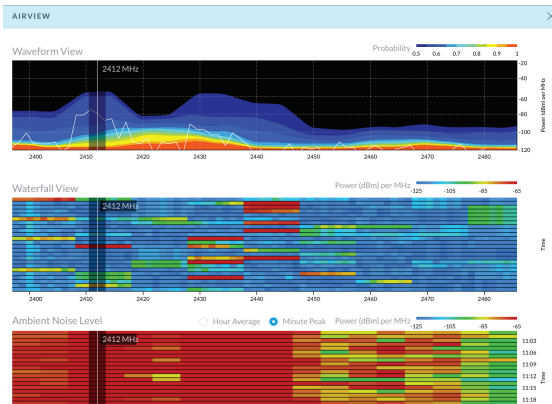 AIRVIEW
Waveform View
Probability 0.5 0.6 0.7 0.8 0.9 1
2412 MHz
-20
-40
-60
-80
-100
-120
Power (dBm) per MHz
2400 2410 2420 2430 2440 2450 2460 2470 2480
Waterfall View
Power (dBm) per MHz -125 -105 -85 -65
2412 MHz
Time
2400 2410 2420 2430 2440 2450 2460 2470 2480
Ambient Noise Level
Hour Average Minute Peak Power (dBm) per MHz -125 -105 -85 -65
2412 MHz
11:03
11:06
11:09
11:12
11:15
11:18
Time